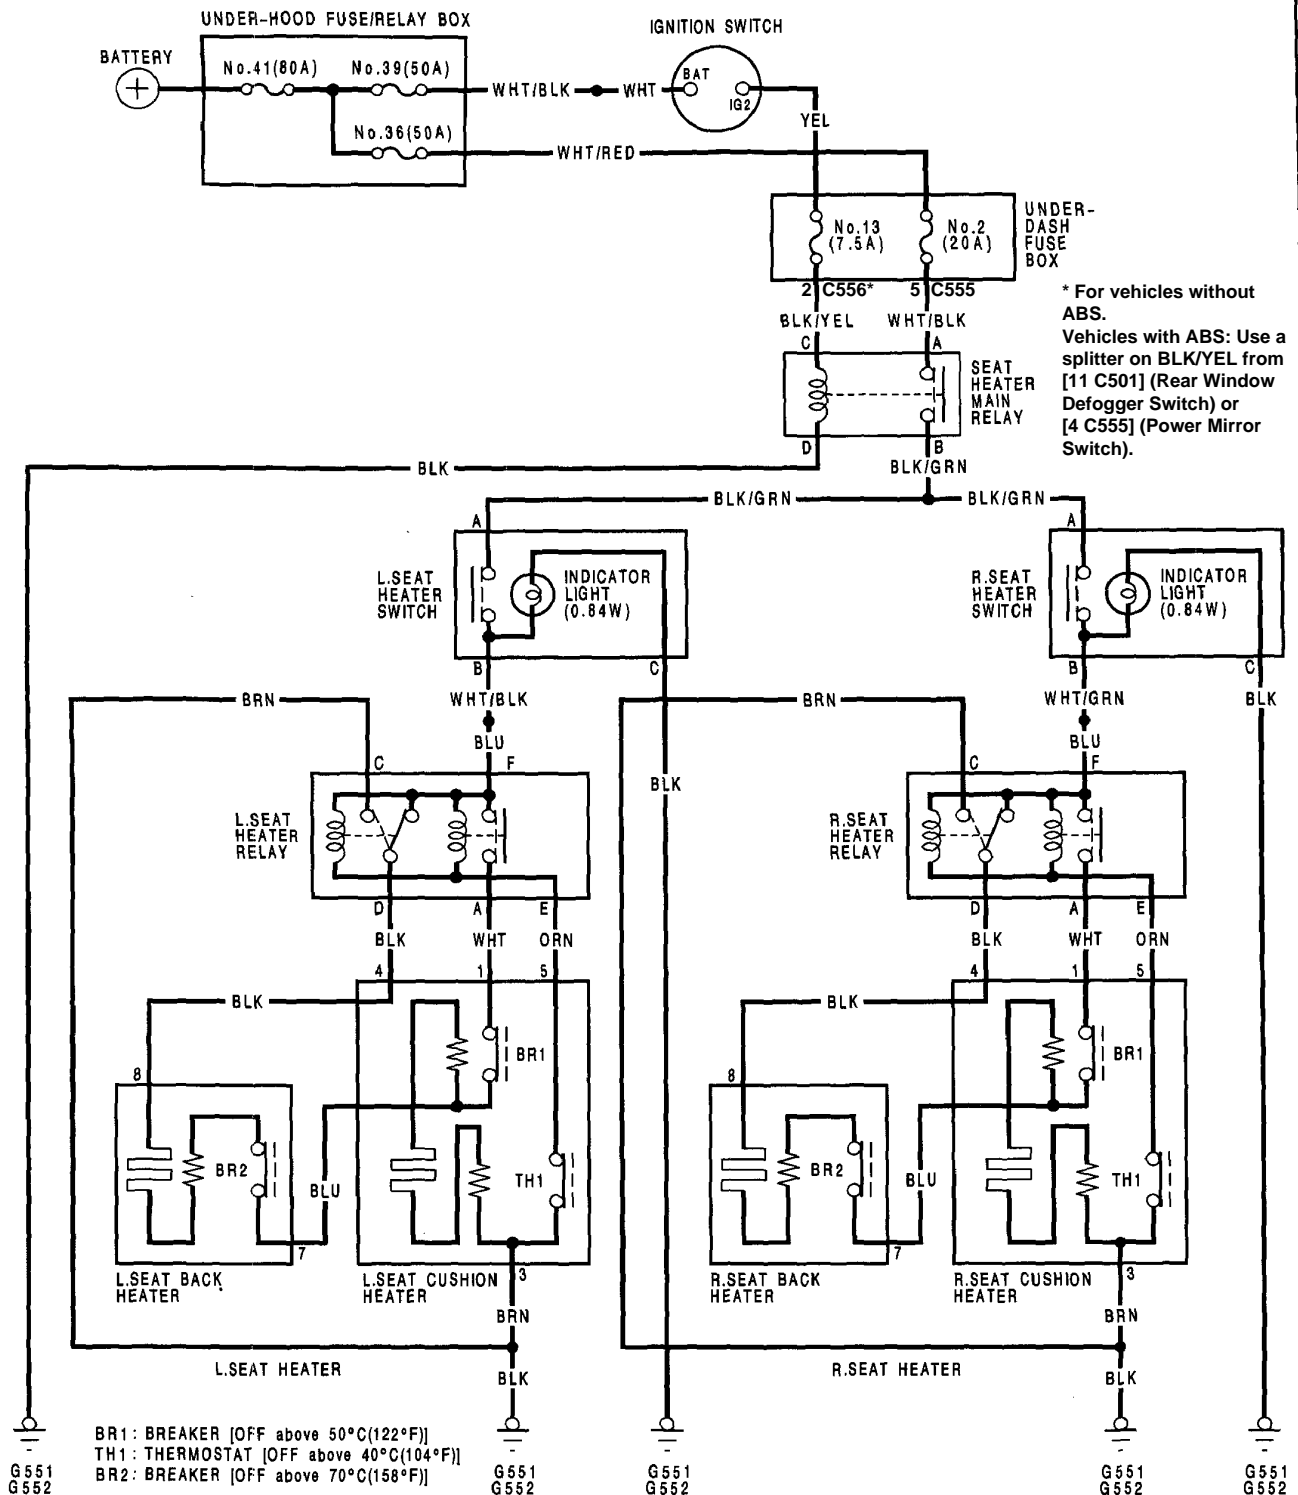 UNDER-HOOD FUSE/RELAY BOX
IGNITION SWITCH
BATTERY
No.41(80A)
No.39(50A)
WHT/BLK
WHT
BAT
IG2
YEL
No.36(50A)
WHT/RED
No.13
(7.5A)
No.2
(20A)
UNDER-
DASH
FUSE
BOX
2 C556*
5 C555
* For vehicles without
ABS.
Vehicles with ABS: Use a
splitter on BLK/YEL from
[11 C501] (Rear Window
Defogger Switch) or
[4 C555] (Power Mirror
Switch).
BLK/YEL
WHT/BLK
C
A
SEAT
HEATER
MAIN
RELAY
D
B
BLK
BLK/GRN
BLK/GRN
BLK/GRN
A
L.SEAT
HEATER
SWITCH
INDICATOR
LIGHT
(0.84W)
B
C
A
R.SEAT
HEATER
SWITCH
INDICATOR
LIGHT
(0.84W)
B
C
BRN
WHT/BLK
BLU
BRN
WHT/GRN
BLU
BLK
C
F
BLK
C
F
L.SEAT
HEATER
RELAY
R.SEAT
HEATER
RELAY
D
A
E
D
A
E
BLK
WHT
ORN
BLK
WHT
ORN
4
1
5
4
1
5
BLK
BLK
BR1
BR1
8
8
BR2
BLU
TH1
BR2
BLU
TH1
7
7
L.SEAT BACK
HEATER
L.SEAT CUSHION
HEATER
3
R.SEAT BACK
HEATER
R.SEAT CUSHION
HEATER
3
BRN
BRN
L.SEAT HEATER
BLK
R.SEAT HEATER
BLK
BR1: BREAKER [OFF above 50°C(122°F)]
TH1: THERMOSTAT [OFF above 40°C(104°F)]
BR2: BREAKER [OFF above 70°C(158°F)]
G551
G552
G551
G552
G551
G552
G551
G552
G551
G552